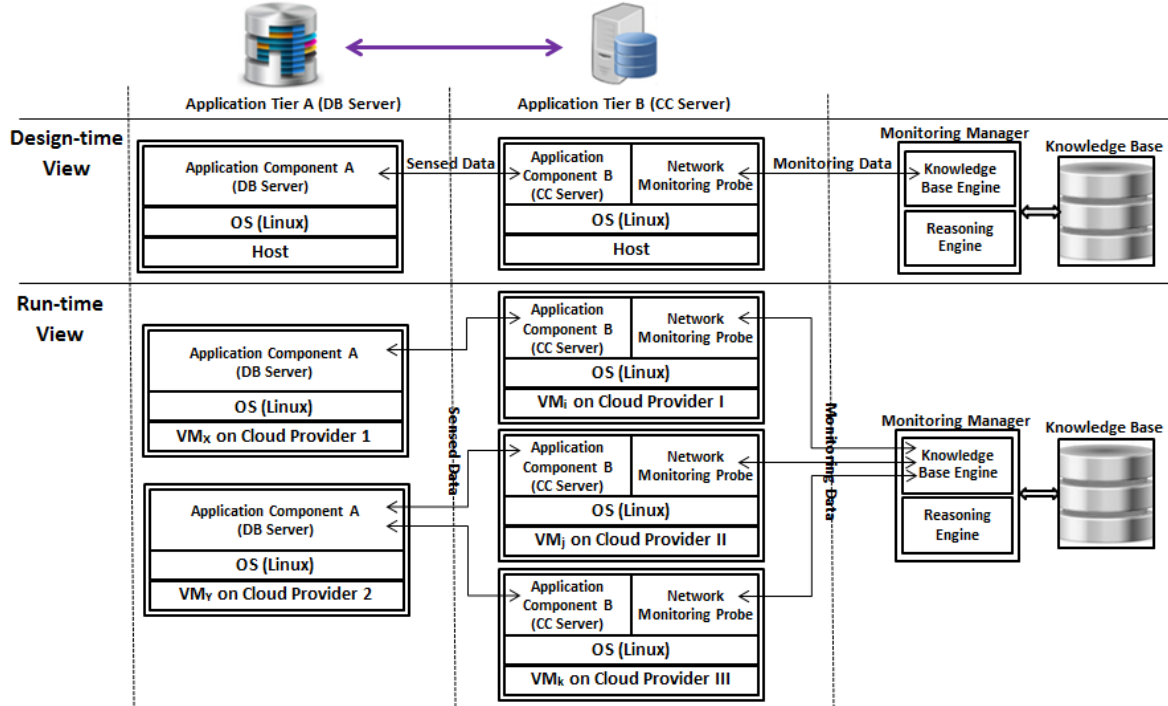 Application Tier A (DB Server)
Application Tier B (CC Server)
Design-time
View
Application Component A
(DB Server)
OS (Linux)
Host
Sensed Data
Application
Component B
(CC Server)
Network
Monitoring Probe
OS (Linux)
Host
Monitoring Data
Monitoring Manager
Knowledge
Base Engine
Reasoning
Engine
Knowledge Base
Run-time
View
Application Component A
(DB Server)
OS (Linux)
VMX on Cloud Provider 1
Application Component A
(DB Server)
OS (Linux)
VMY on Cloud Provider 2
Sensed Data
Application
Component B
(CC Server)
Network
Monitoring Probe
OS (Linux)
VMi on Cloud Provider I
Application
Component B
(CC Server)
Network
Monitoring Probe
OS (Linux)
VMj on Cloud Provider II
Application
Component B
(CC Server)
Network
Monitoring Probe
OS (Linux)
VMk on Cloud Provider III
Monitoring Data
Monitoring Manager
Knowledge
Base Engine
Reasoning
Engine
Knowledge Base